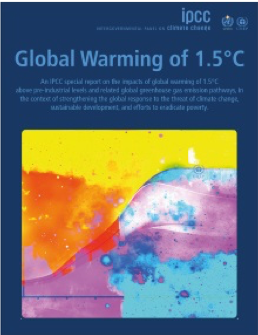 ipcc
INTERGOVERNMENTAL PANEL ON climate change
Global Warming of 1.5°C
An IPCC special report on the impacts of global warming of 1.5°C
above pre-industrial levels and related global greenhouse gas emission pathways, in
the context of strengthening the global response to the threat of climate change,
sustainable development, and efforts to eradicate poverty